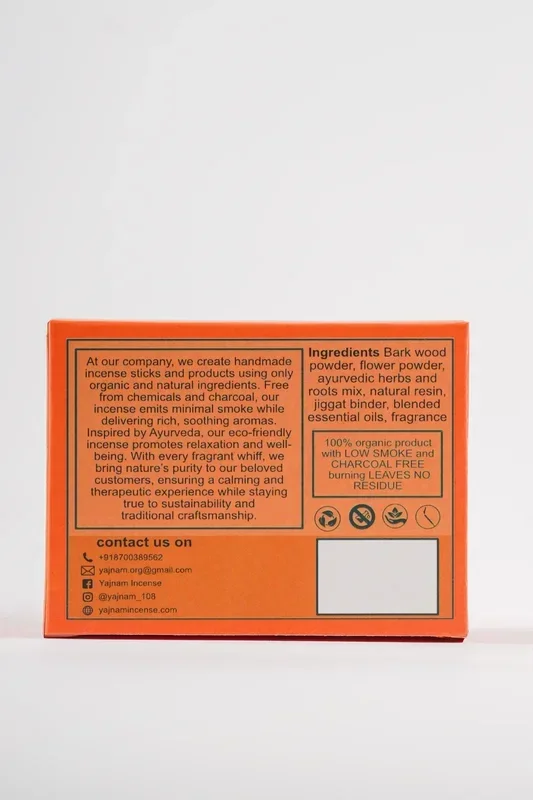 At our company, we create handmade
incense sticks and products using only
organic and natural ingredients. Free
from chemicals and charcoal, our
incense emits minimal smoke while
delivering rich, soothing aromas.
Inspired by Ayurveda, our eco-friendly
incense promotes relaxation and well-
being. With every fragrant whiff, we
bring nature's purity to our beloved
customers, ensuring a calming and
therapeutic experience while staying
true to sustainability and
traditional craftsmanship.
Ingredients Bark wood
powder, flower powder,
ayurvedic herbs and
roots mix, natural resin,
jiggat binder, blended
essential oils, fragrance
100% organic product
with LOW SMOKE and
CHARCOAL FREE
burning LEAVES NO
RESIDUE
contact us on
+918700389562
yajnam.org@gmail.com
Yajnam Incense
@yajnam_108
yajnamincense.com